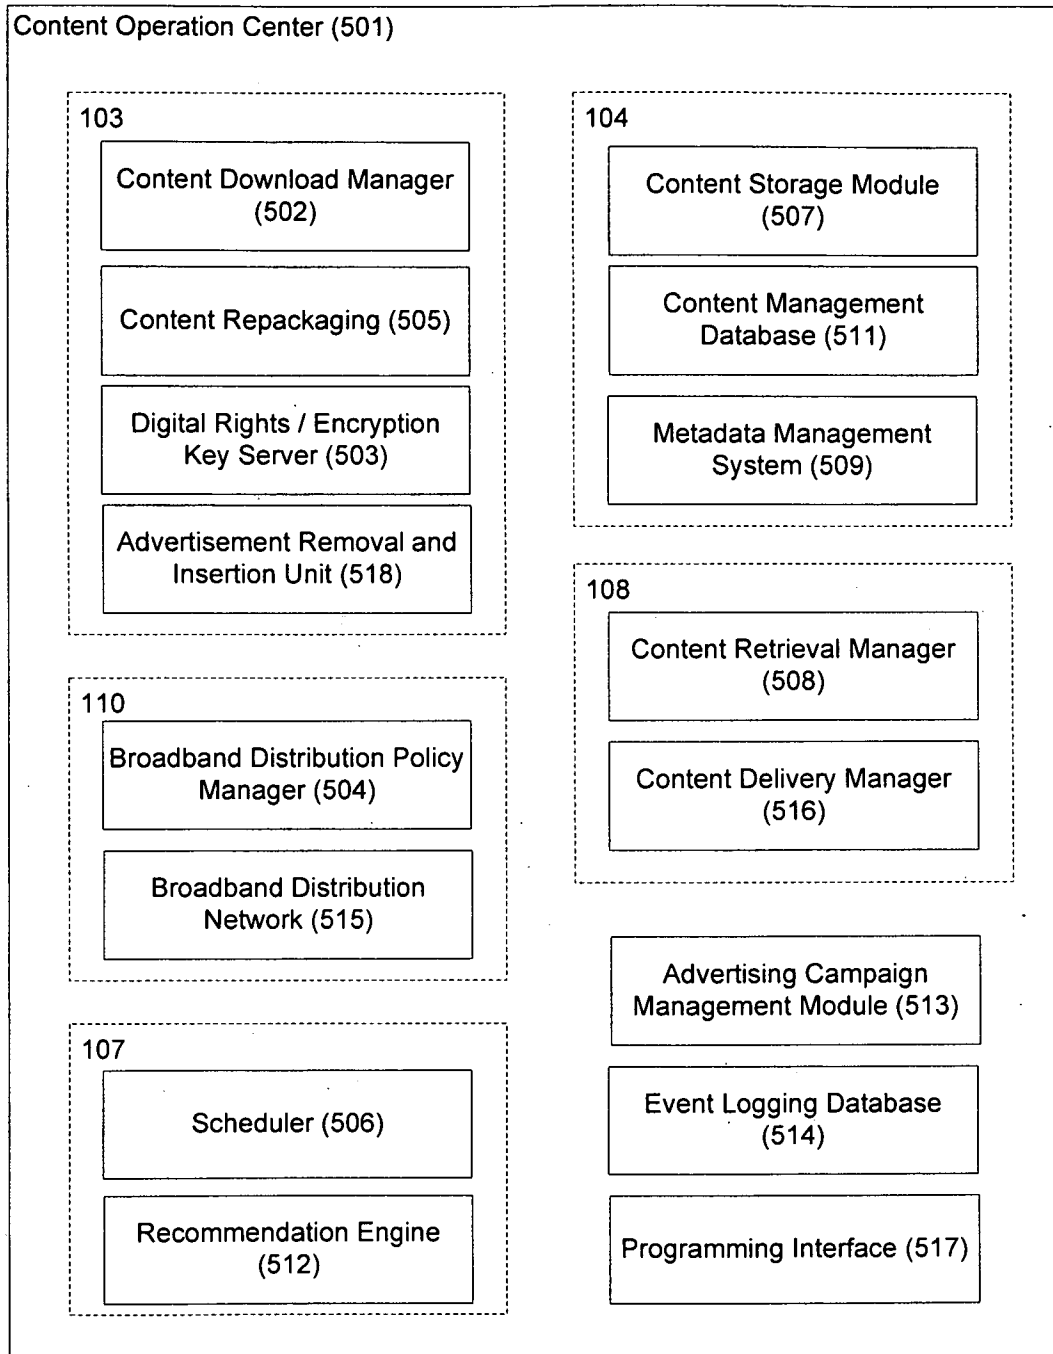 Content Operation Center (501)
103
Content Download Manager
(502)
Content Repackaging (505)
Digital Rights / Encryption
Key Server (503)
Advertisement Removal and
Insertion Unit (518)
110
Broadband Distribution Policy
Manager (504)
Broadband Distribution
Network (515)
107
Scheduler (506)
Recommendation Engine
(512)
104
Content Storage Module
(507)
Content Management
Database (511)
Metadata Management
System (509)
108
Content Retrieval Manager
(508)
Content Delivery Manager
(516)
Advertising Campaign
Management Module (513)
Event Logging Database
(514)
Programming Interface (517)